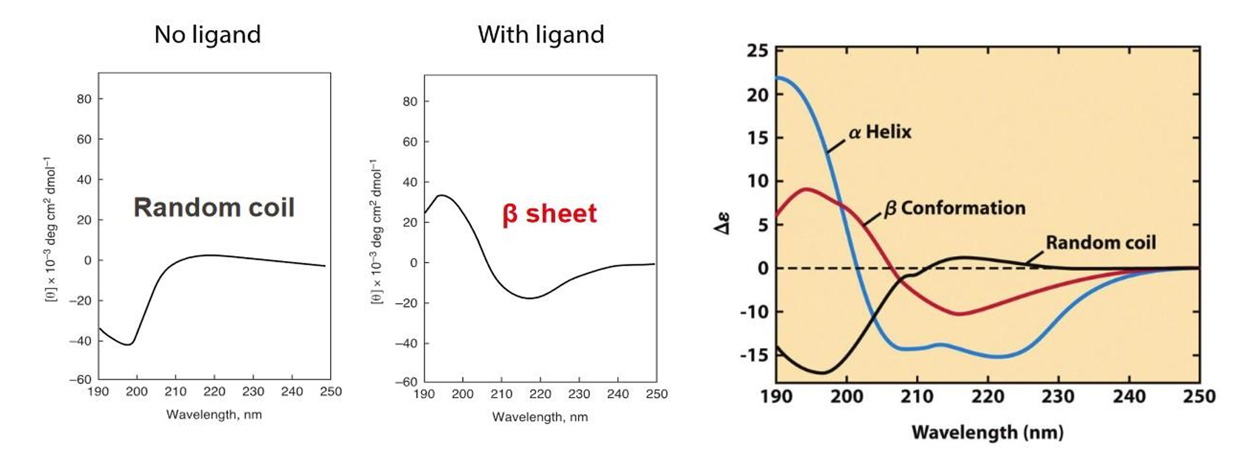 No ligand
80
60
40
20
0
−20
−40
−60
[θ] × 10⁻³ deg cm² dmol⁻¹
Random coil
190 200 210 220 230 240 250
Wavelength, nm
With ligand
80
60
40
20
0
−20
−40
−60
[θ] × 10⁻³ deg cm² dmol⁻¹
β sheet
190 200 210 220 230 240 250
Wavelength, nm
25
20
15
10
5
0
-10
-15
Δε
α Helix
β Conformation
Random coil
190 200 210 220 230 240 250
Wavelength (nm)